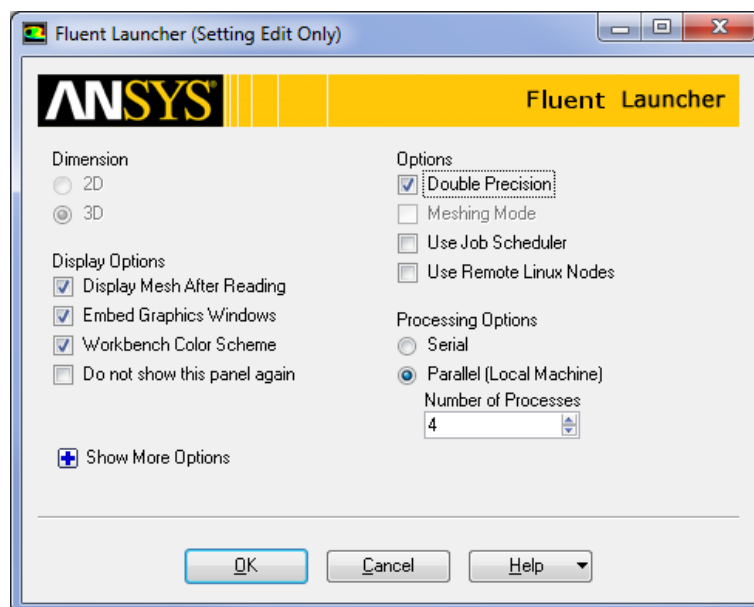 Fluent Launcher (Setting Edit Only)
ANSYS® Fluent Launcher
Dimension
2D
3D
Display Options
Display Mesh After Reading
Embed Graphics Windows
Workbench Color Scheme
Do not show this panel again
Show More Options
Options
Double Precision
Meshing Mode
Use Job Scheduler
Use Remote Linux Nodes
Processing Options
Serial
Parallel (Local Machine)
Number of Processes
4
OK Cancel Help